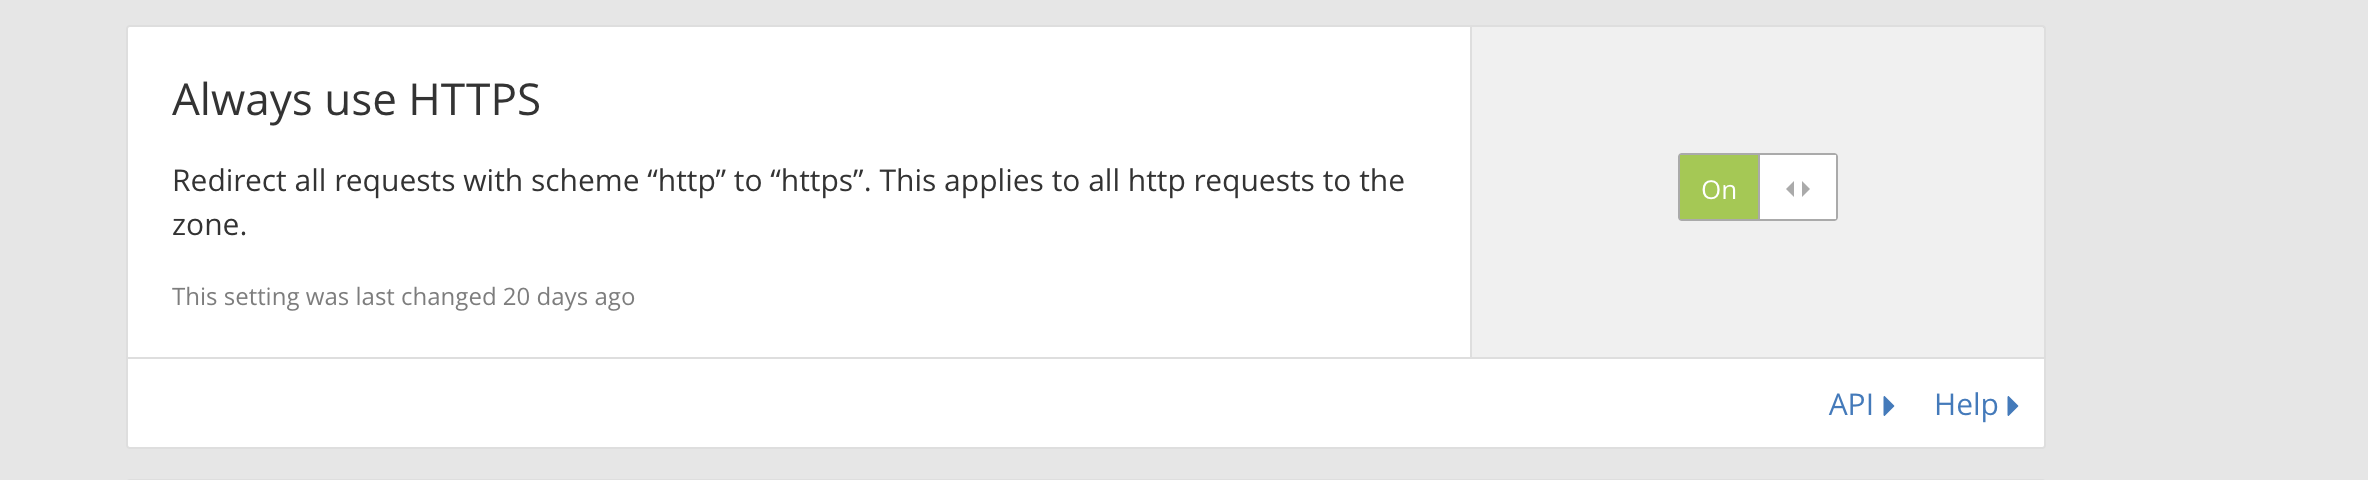 Always use HTTPS
Redirect all requests with scheme “http” to “https”. This applies to all http requests to the
zone.
This setting was last changed 20 days ago
On
API
Help